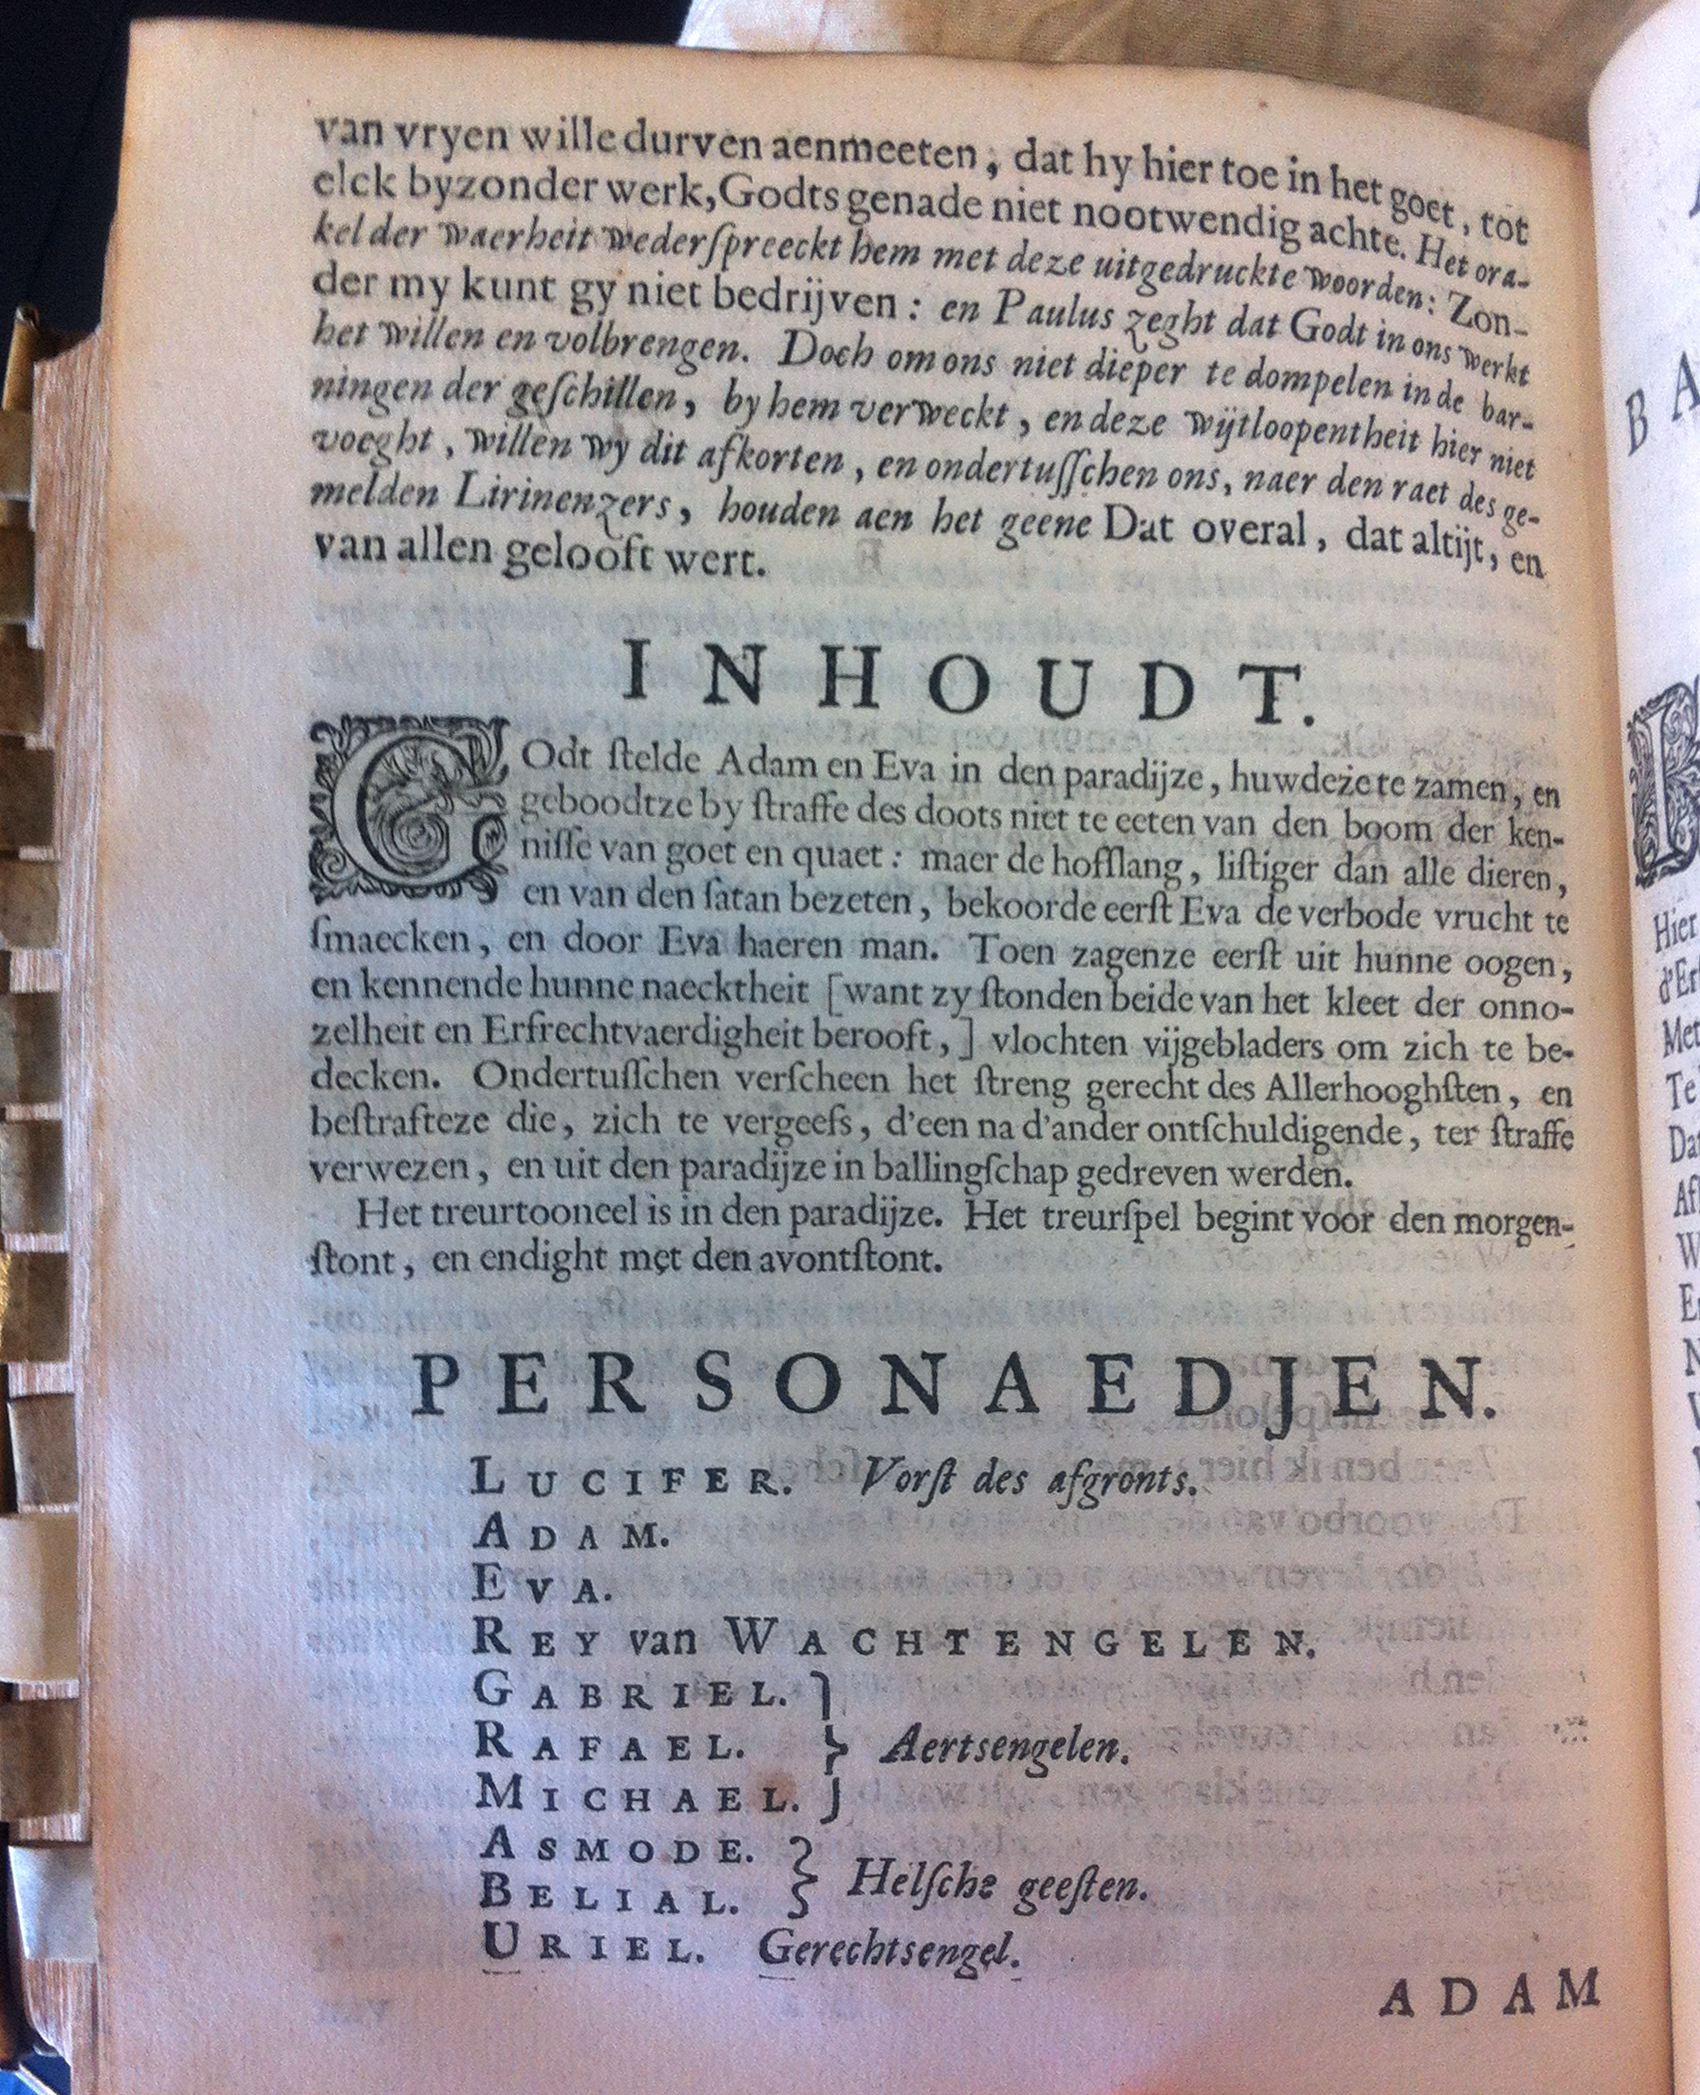 van vryen wille durven aenmeeten, dat hy hier toe in het goet, tot
elck byzonder werk, Godts genade niet nootwendig achte. Het ora-
kel der waerheit wederſpreeckt hem met deze uitgedruckte woorden: Zon-
der my kunt gy niet bedrijven: en Paulus zeght dat Godt in ons werkt
het willen en volbrengen. Doch om ons niet dieper te dompelen in de bar-
ningen der geſchillen, by hem verweckt, en deze wijtloopentheit hier niet
voeght, willen wy dit afkorten, en ondertuſſchen ons, naer den raet des ge-
melden Lirinenzers, houden aen het geene Dat overal, dat altijt, en
van allen gelooft wert.
INHOUDT.
Godt ſtelde Adam en Eva in den paradijze, huwdeze te zamen, en
geboodtze by ſtraffe des doots niet te eeten van den boom der ken-
niſſe van goet en quaet: maer de hofſlang, liſtiger dan alle dieren,
en van den ſatan bezeten, bekoorde eerſt Eva de verbode vrucht te
ſmaecken, en door Eva haeren man. Toen zagenze eerſt uit hunne oogen,
en kennende hunne naecktheit [want zy ſtonden beide van het kleet der onno-
zelheit en Erfrechtvaerdigheit berooft,] vlochten vijgebladers om zich te be-
decken. Ondertuſſchen verſcheen het ſtreng gerecht des Allerhooghſten, en
beſtrafteze die, zich te vergeefs, d'een na d'ander ontſchuldigende, ter ſtraffe
verwezen, en uit den paradijze in ballingſchap gedreven werden.
Het treurtooneel is in den paradijze. Het treurſpel begint voor den morgen-
ſtont, en endight met den avontſtont.
PERSONAEDJEN.
LUCIFER. Vorſt des afgronts.
ADAM.
EVA.
REY van WACHTENGELEN.
GABRIEL. }
RAFAEL. } Aertsengelen.
MICHAEL. }
ASMODE. }
BELIAL. } Helſche geeſten.
URIEL. Gerechtsengel.
ADAM
B A
Hier
d'Erf
Met
Te
Dat